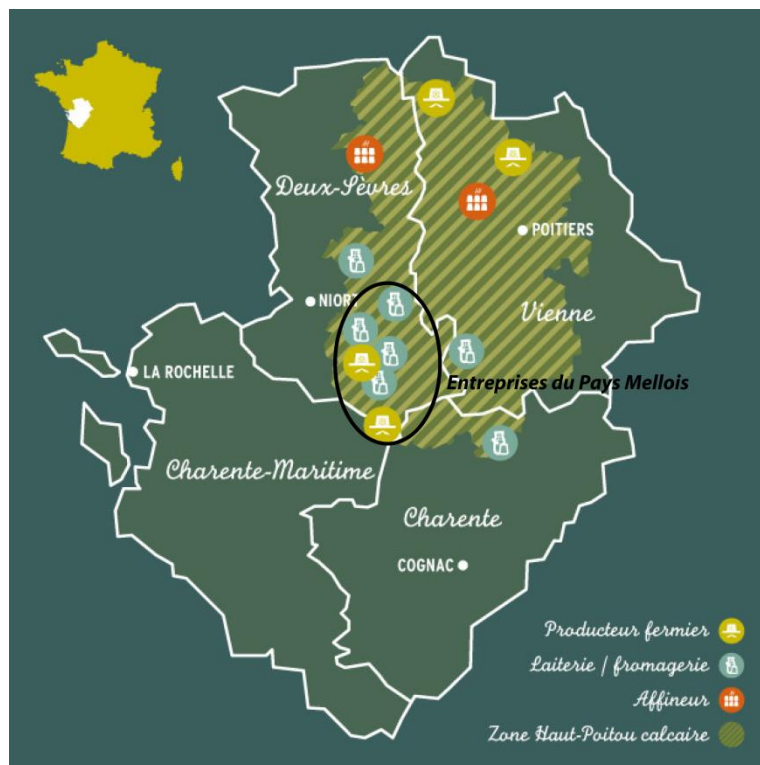 Deux-Sèvres
POITIERS
NIORT
Vienne
LA ROCHELLE
Entreprises du Pays Mellois
Charente-Maritime
Charente
COGNAC
Producteur fermier
Laiterie / fromagerie
Affineur
Zone Haut-Poitou calcaire